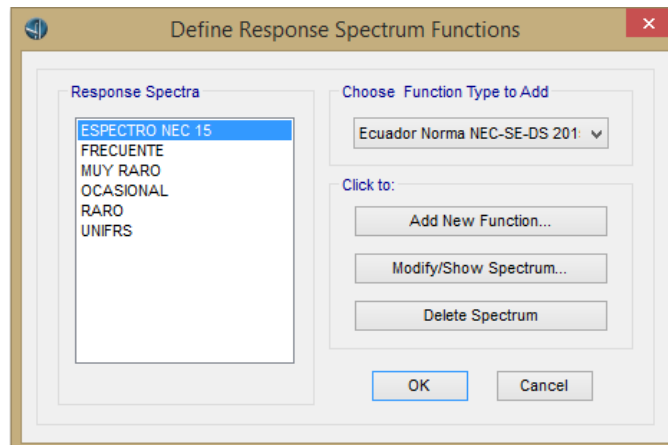 Define Response Spectrum Functions
Response Spectra
ESPECTRO NEC 15
FRECUENTE
MUY RARO
OCASIONAL
RARO
UNIFRS
Choose Function Type to Add
Ecuador Norma NEC-SE-DS 201
Click to:
Add New Function...
Modify/Show Spectrum...
Delete Spectrum
OK
Cancel